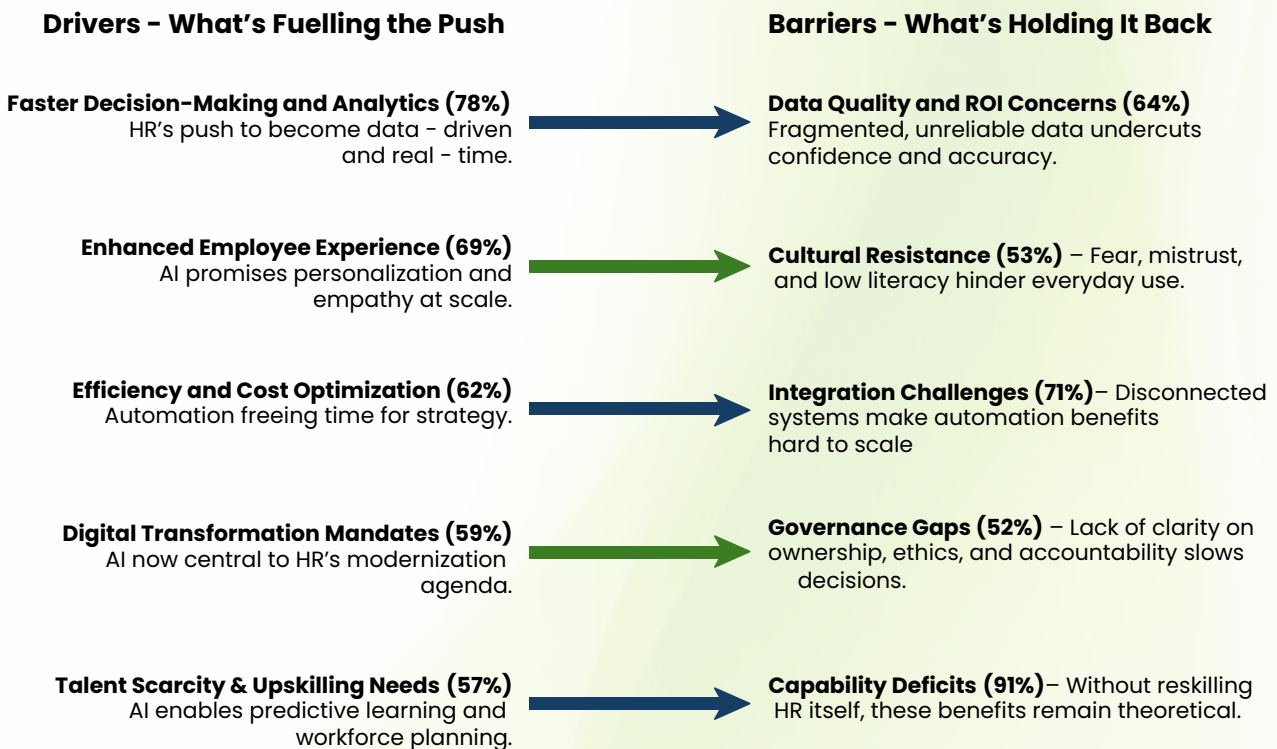 Drivers – What’s Fuelling the Push
Barriers – What’s Holding It Back
Faster Decision-Making and Analytics (78%)
HR’s push to become data - driven
and real - time.
Data Quality and ROI Concerns (64%)
Fragmented, unreliable data undercuts
confidence and accuracy.
Enhanced Employee Experience (69%)
AI promises personalization and
empathy at scale.
Cultural Resistance (53%) – Fear, mistrust,
and low literacy hinder everyday use.
Efficiency and Cost Optimization (62%)
Automation freeing time for strategy.
Integration Challenges (71%)– Disconnected
systems make automation benefits
hard to scale
Digital Transformation Mandates (59%)
AI now central to HR’s modernization
agenda.
Governance Gaps (52%) – Lack of clarity on
ownership, ethics, and accountability slows
decisions.
Talent Scarcity & Upskilling Needs (57%)
AI enables predictive learning and
workforce planning.
Capability Deficits (91%)– Without reskilling
HR itself, these benefits remain theoretical.